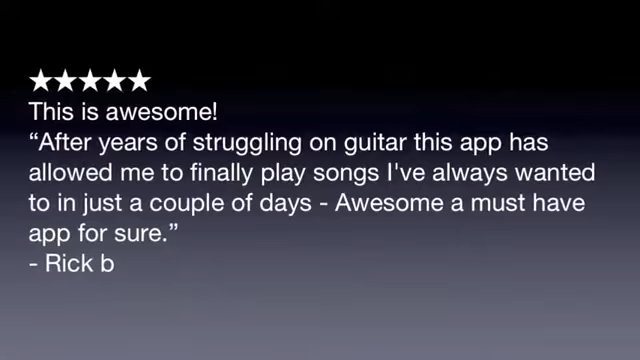 ★★★★★
This is awesome!
“After years of struggling on guitar this app has
allowed me to finally play songs I've always wanted
to in just a couple of days - Awesome a must have
app for sure.”
- Rick b